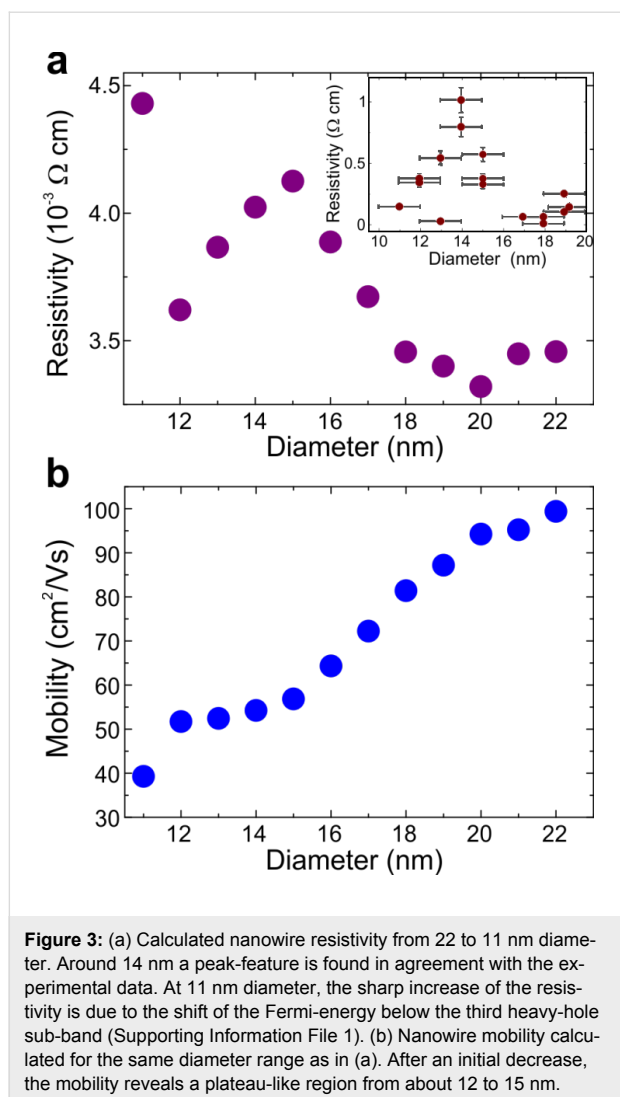 a
4.5
4.0
3.5
Resistivity (10⁻³ Ω cm)
12 14 16 18 20 22
Diameter (nm)
1
0.5
0
Resistivity (Ω cm)
10 12 14 16 18 20
Diameter (nm)
b
100
90
80
70
60
50
40
30
Mobility (cm²/Vs)
12 14 16 18 20 22
Diameter (nm)
Figure 3: (a) Calculated nanowire resistivity from 22 to 11 nm diame-
ter. Around 14 nm a peak-feature is found in agreement with the ex-
perimental data. At 11 nm diameter, the sharp increase of the resis-
tivity is due to the shift of the Fermi-energy below the third heavy-hole
sub-band (Supporting Information File 1). (b) Nanowire mobility calcu-
lated for the same diameter range as in (a). After an initial decrease,
the mobility reveals a plateau-like region from about 12 to 15 nm.